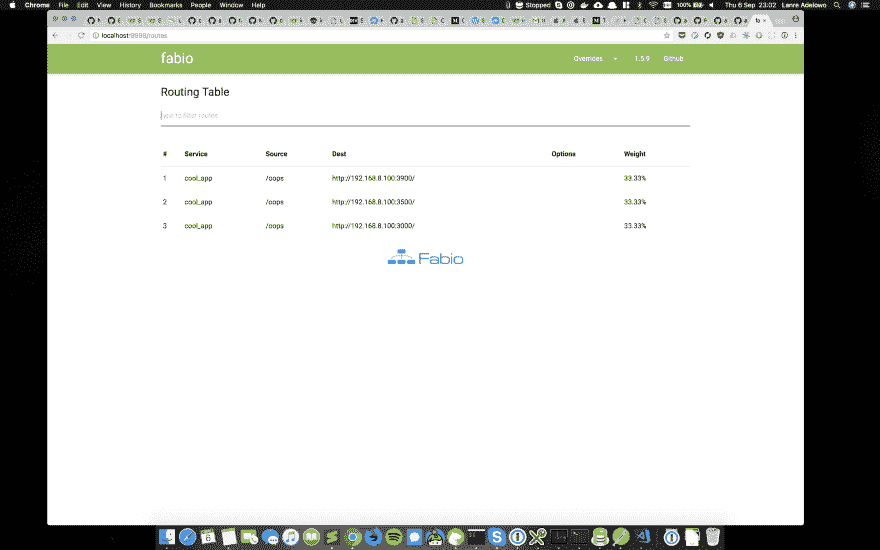 Chrome File Edit View History Bookmarks People Window Help Stopped 100% Thu 6 Sep 23:02 Lanre Adelowo
localhost:9998/routes
fabio Overrides 1.5.9 Github
Routing Table
Type to filter routes
# Service Source Dest Options Weight
1 cool_app /oops http://192.168.8.100:3900/ 33.33%
2 cool_app /oops http://192.168.8.100:3500/ 33.33%
3 cool_app /oops http://192.168.8.100:3000/ 33.33%
Fabio